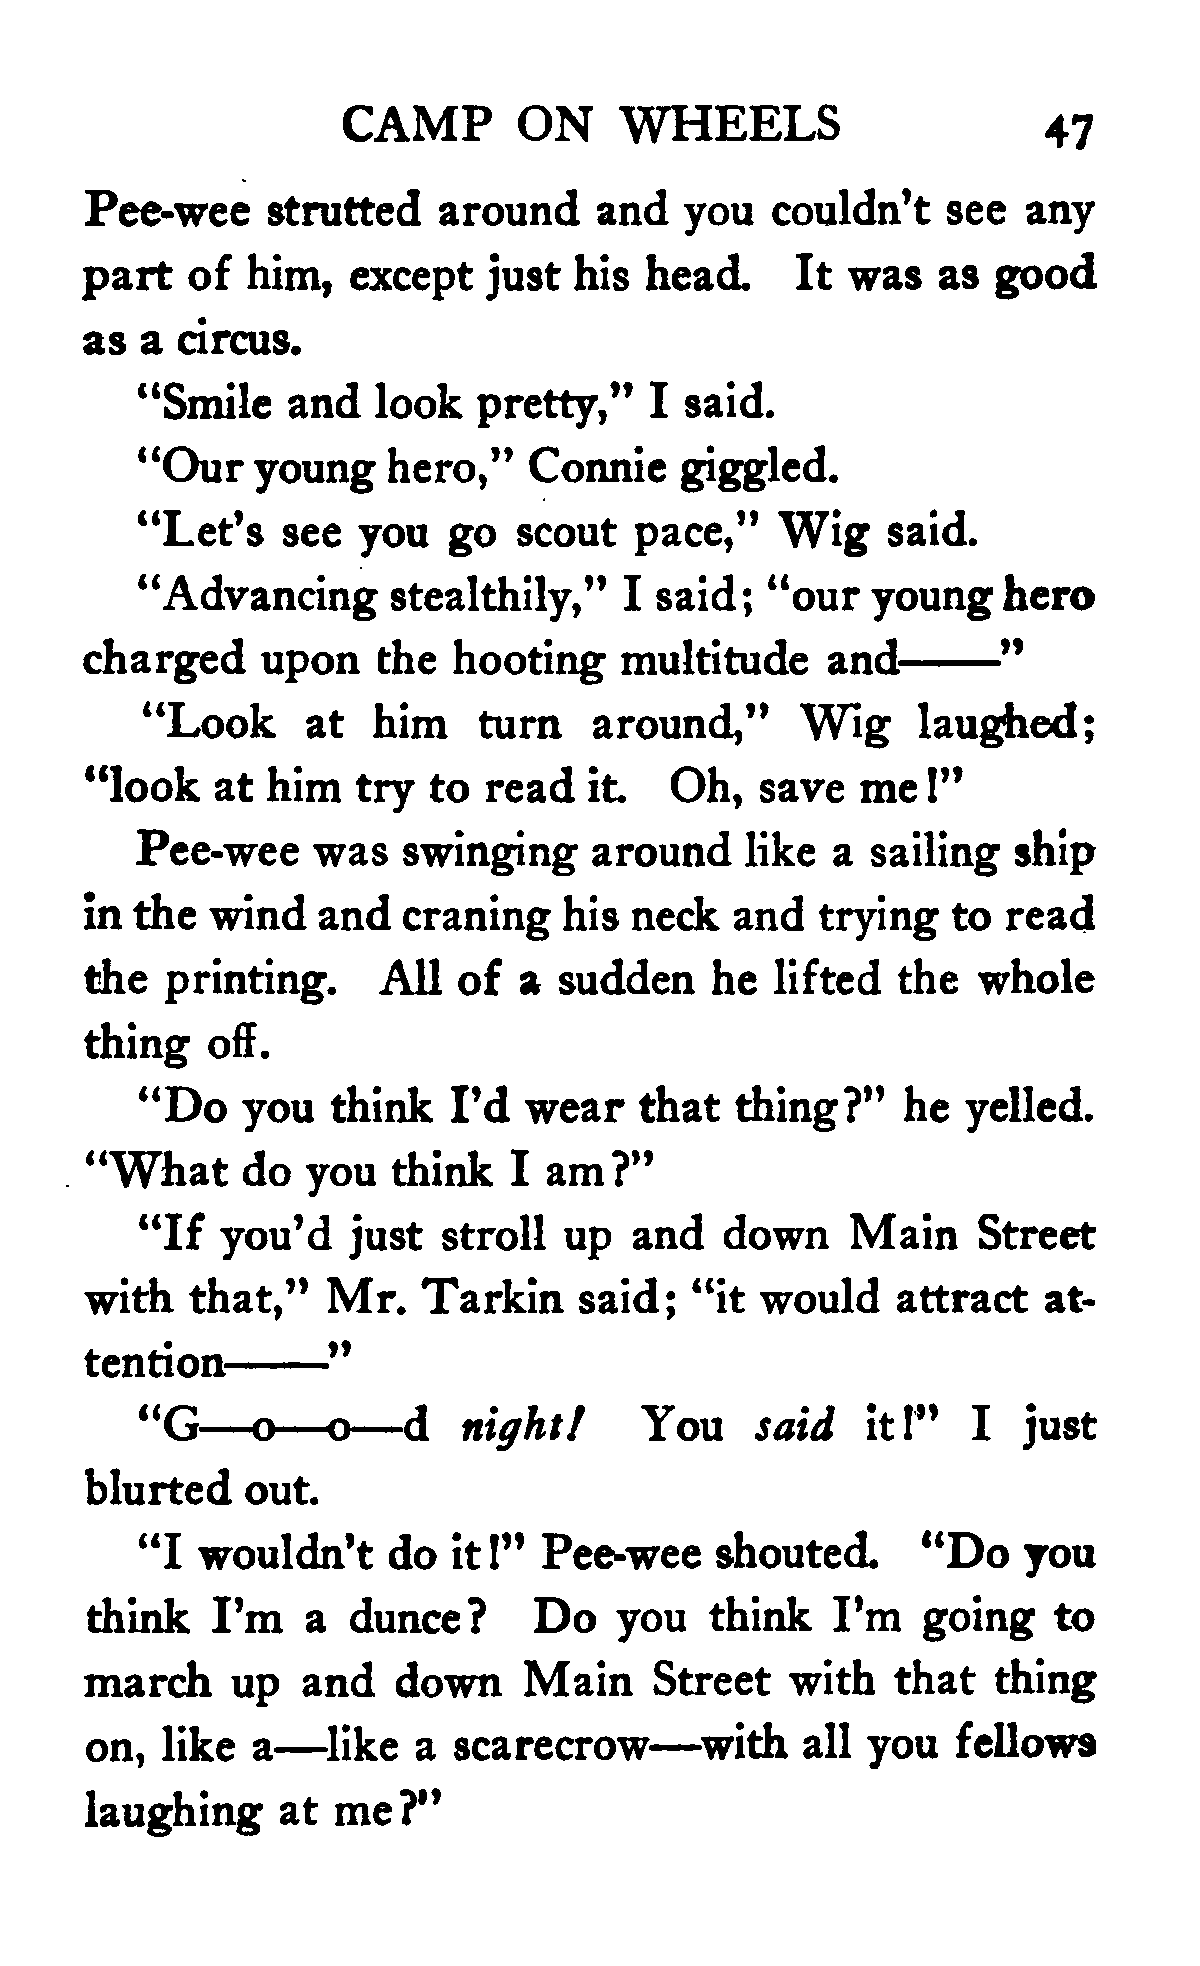 CAMP ON WHEELS 47
Pee-wee strutted around and you couldn't see any
part of him, except just his head. It was as good
as a circus.
"Smile and look pretty," I said.
"Our young hero," Connie giggled.
"Let's see you go scout pace," Wig said.
"Advancing stealthily," I said; "our young hero
charged upon the hooting multitude and——"
"Look at him turn around," Wig laughed;
"look at him try to read it. Oh, save me!"
Pee-wee was swinging around like a sailing ship
in the wind and craning his neck and trying to read
the printing. All of a sudden he lifted the whole
thing off.
"Do you think I'd wear that thing?" he yelled.
"What do you think I am?"
"If you'd just stroll up and down Main Street
with that," Mr. Tarkin said; "it would attract at-
tention——"
"G—o—o—d night! You said it!" I just
blurted out.
"I wouldn't do it!" Pee-wee shouted. "Do you
think I'm a dunce? Do you think I'm going to
march up and down Main Street with that thing
on, like a—like a scarecrow—with all you fellows
laughing at me?"